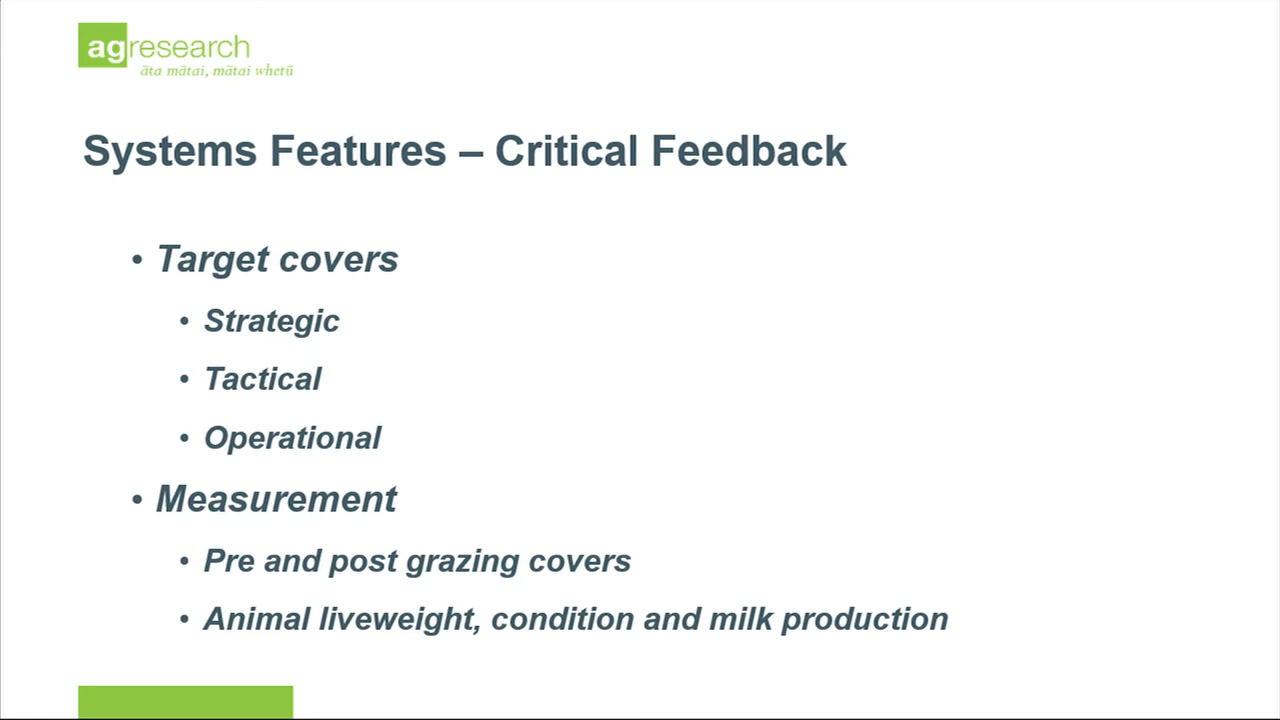 agresearch
āta mātai, mātai whetū
Systems Features – Critical Feedback
• Target covers
• Strategic
• Tactical
• Operational
• Measurement
• Pre and post grazing covers
• Animal liveweight, condition and milk production